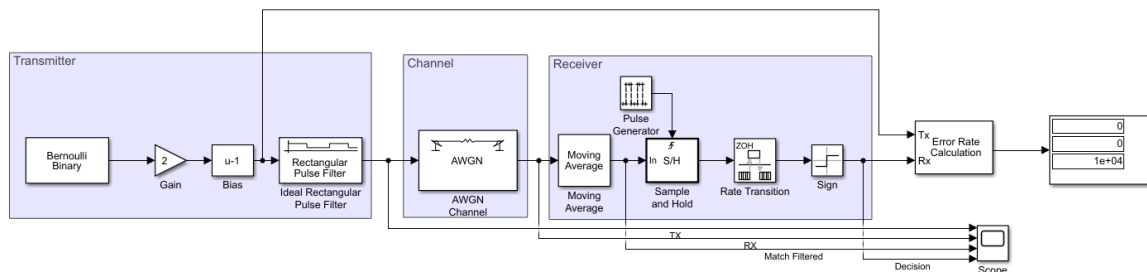 Transmitter
Bernoulli
Binary
2
Gain
u-1
Bias
Rectangular
Pulse Filter
Ideal Rectangular
Pulse Filter
Channel
AWGN
AWGN
Channel
Receiver
Moving
Average
Moving
Average
Pulse
Generator
In S/H
Sample
and Hold
ZOH
Rate Transition
Sign
Tx
Rx
Error Rate
Calculation
0
0
1e+04
TX
RX
Match Filtered
Decision
Scope